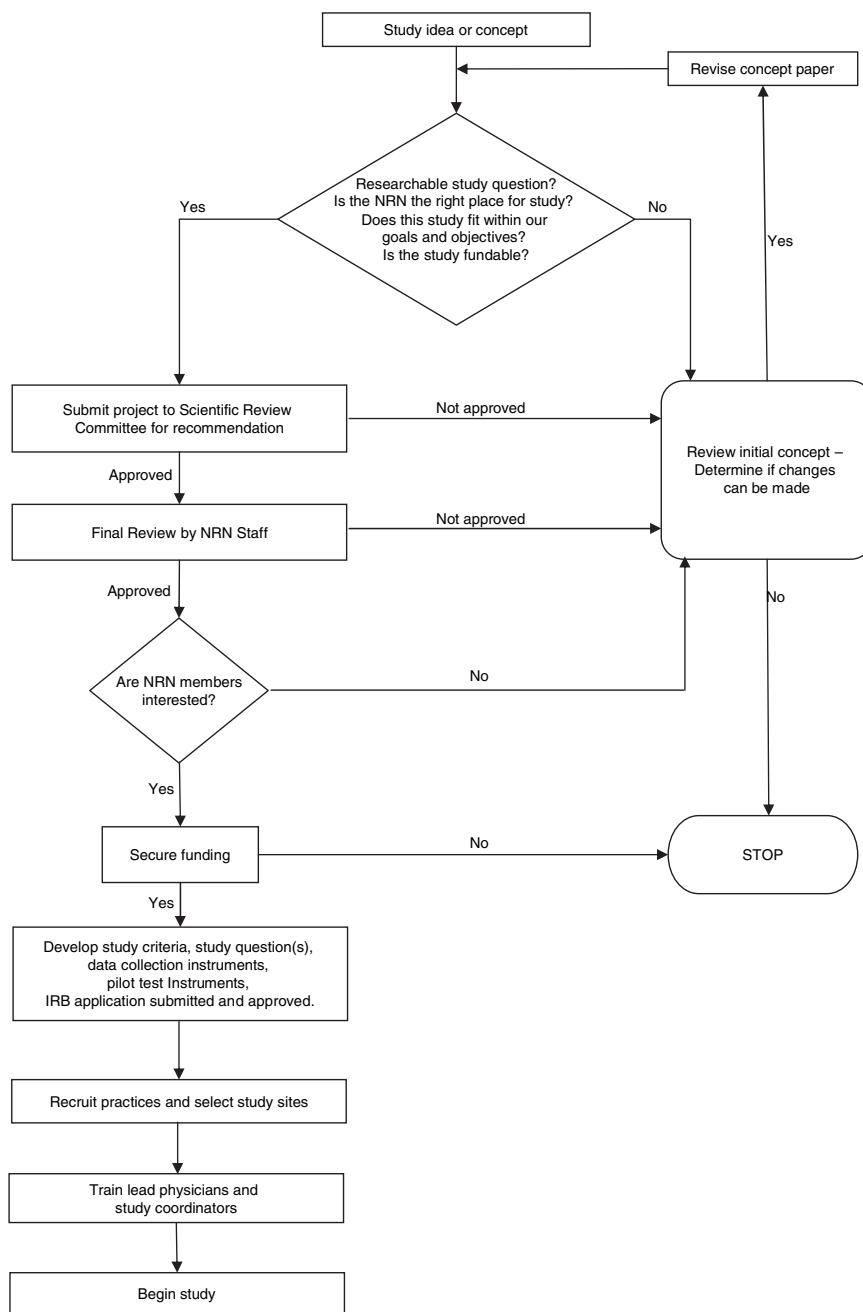 Study idea or concept
Revise concept paper
Researchable study question?
Is the NRN the right place for study?
Does this study fit within our
goals and objectives?
Is the study fundable?
Yes
No
Yes
Submit project to Scientific Review
Committee for recommendation
Not approved
Review initial concept –
Determine if changes
can be made
Approved
Final Review by NRN Staff
Not approved
Approved
No
Are NRN members
interested?
No
Yes
Secure funding
No
STOP
Yes
Develop study criteria, study question(s),
data collection instruments,
pilot test Instruments,
IRB application submitted and approved.
Recruit practices and select study sites
Train lead physicians and
study coordinators
Begin study